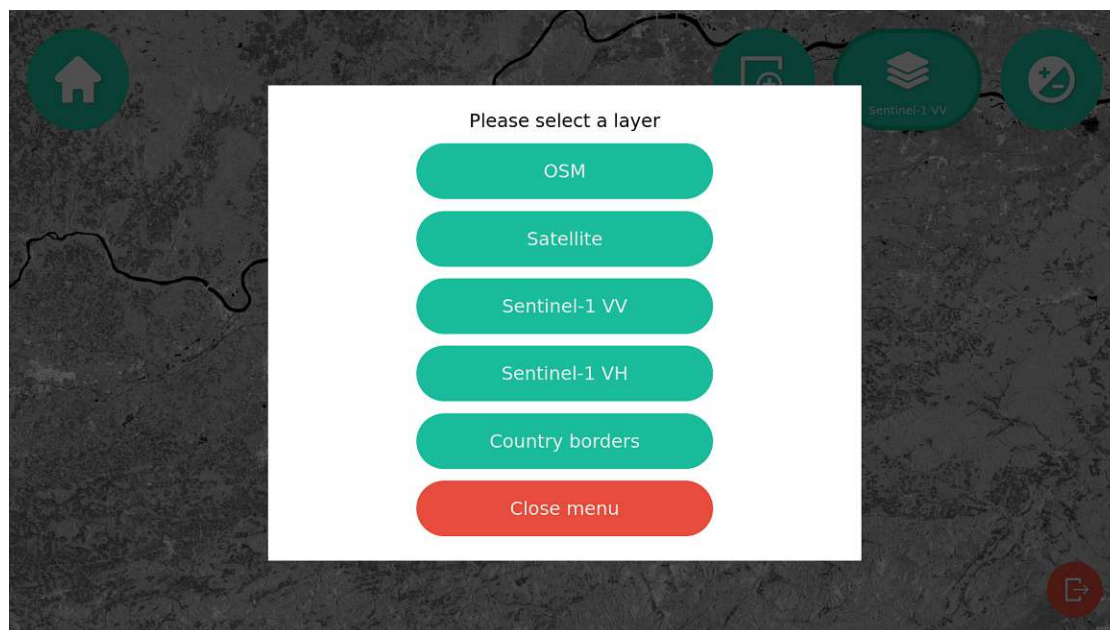 Sentinel-1 VV
Please select a layer
OSM
Satellite
Sentinel-1 VV
Sentinel-1 VH
Country borders
Close menu